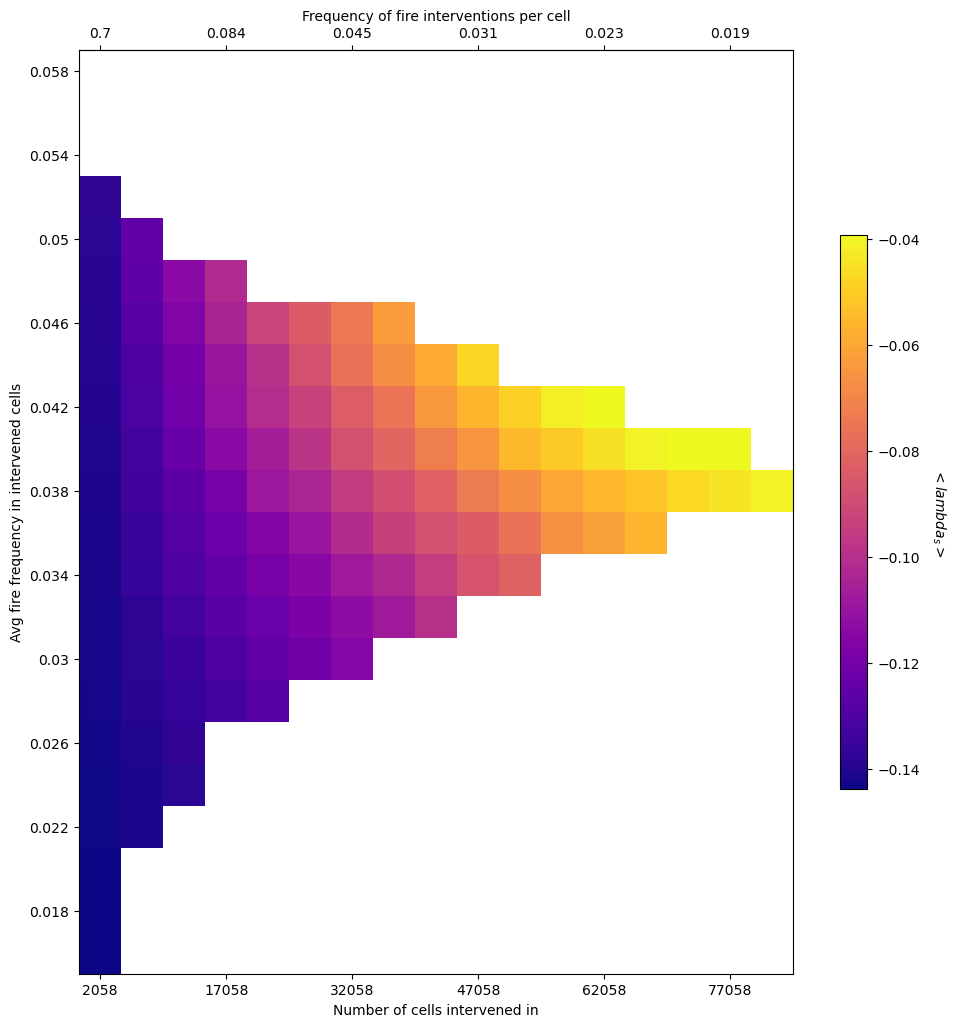 Frequency of fire interventions per cell
0.7 0.084 0.045 0.031 0.023 0.019
0.058
0.054
0.05
0.046
0.042
0.038
0.034
0.03
0.026
0.022
0.018
Avg fire frequency in intervened cells
2058 17058 32058 47058 62058 77058
Number of cells intervened in
−0.04
−0.06
−0.08
−0.10
−0.12
−0.14
< lambda_s >